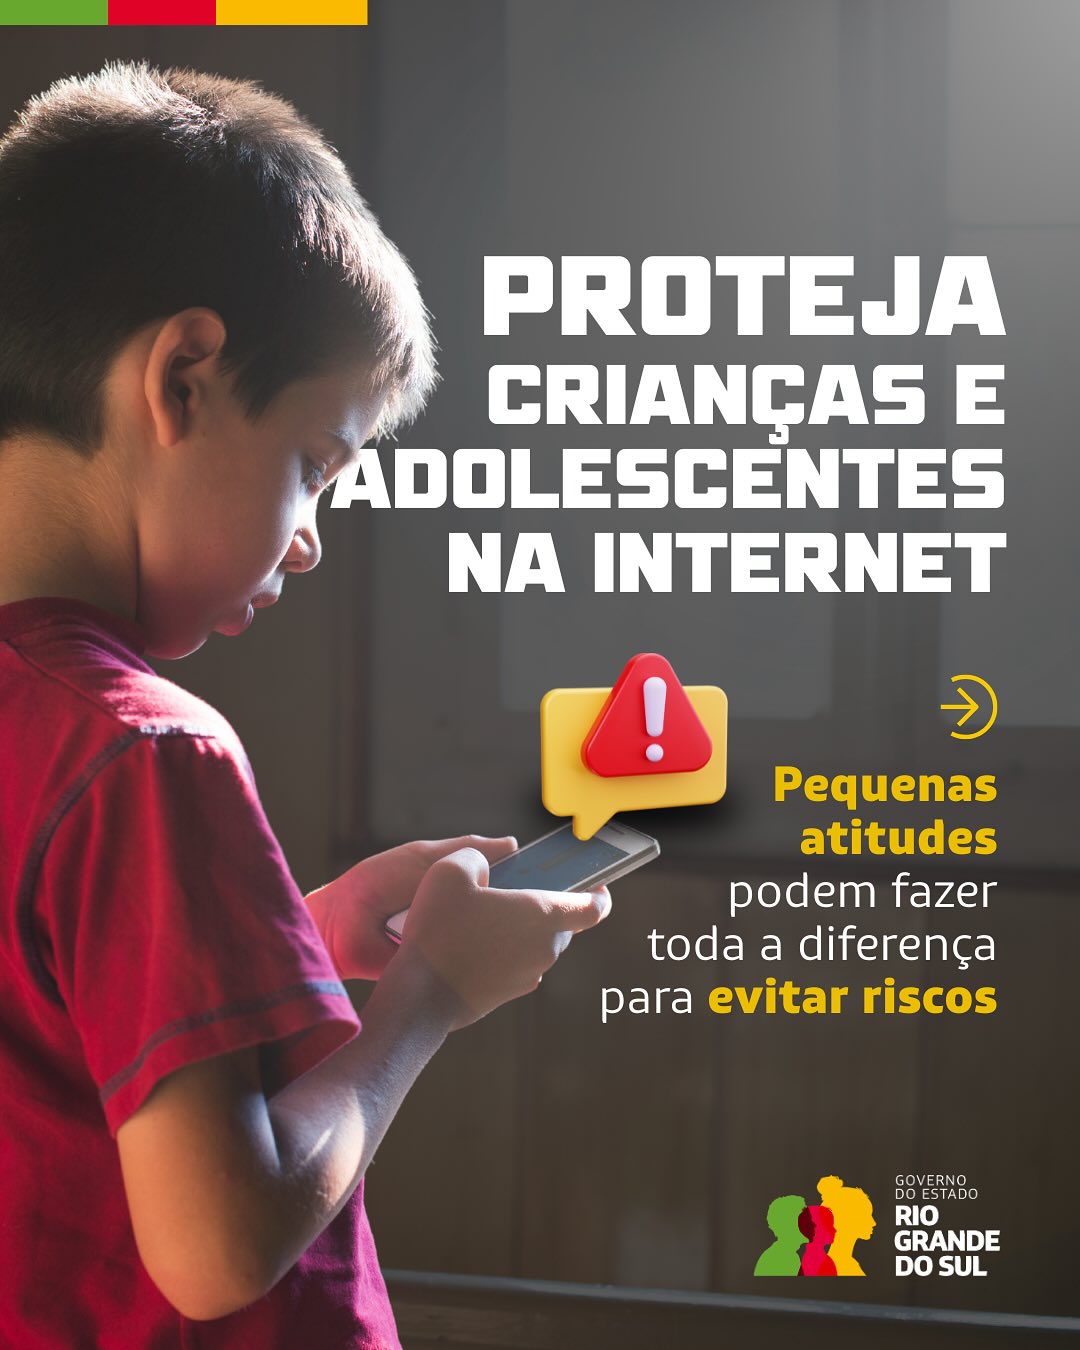 PROTEJA
CRIANÇAS E
ADOLESCENTES
NA INTERNET
Pequenas
atitudes
podem fazer
toda a diferença
para evitar riscos
GOVERNO
DO ESTADO
RIO
GRANDE
DO SUL